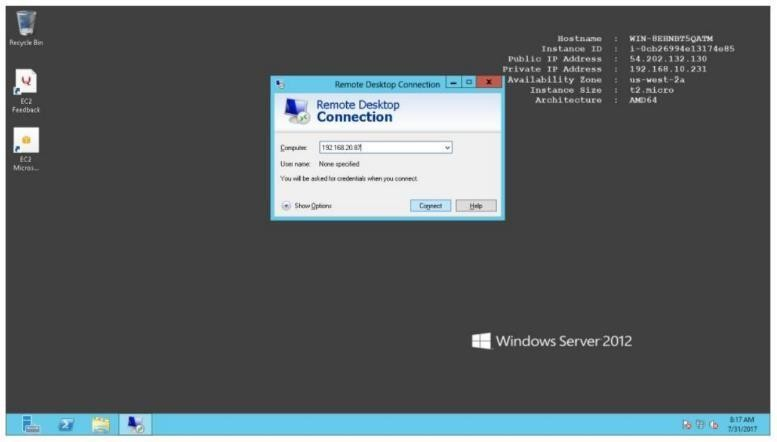 Recycle Bin
EC2
Feedback
EC2
Micros...
Hostname : WIN-8EHNBT5QATM
Instance ID : i-0cb26994e13174e85
Public IP Address : 54.202.132.130
Private IP Address : 192.168.10.231
Availability Zone : us-west-2a
Instance Size : t2.micro
Architecture : AMD64
Remote Desktop Connection
Remote Desktop
Connection
Computer: 192.168.20.87
User name: None specified
You will be asked for credentials when you connect.
Show Options
Connect
Help
Windows Server 2012
8:17 AM
7/31/2017